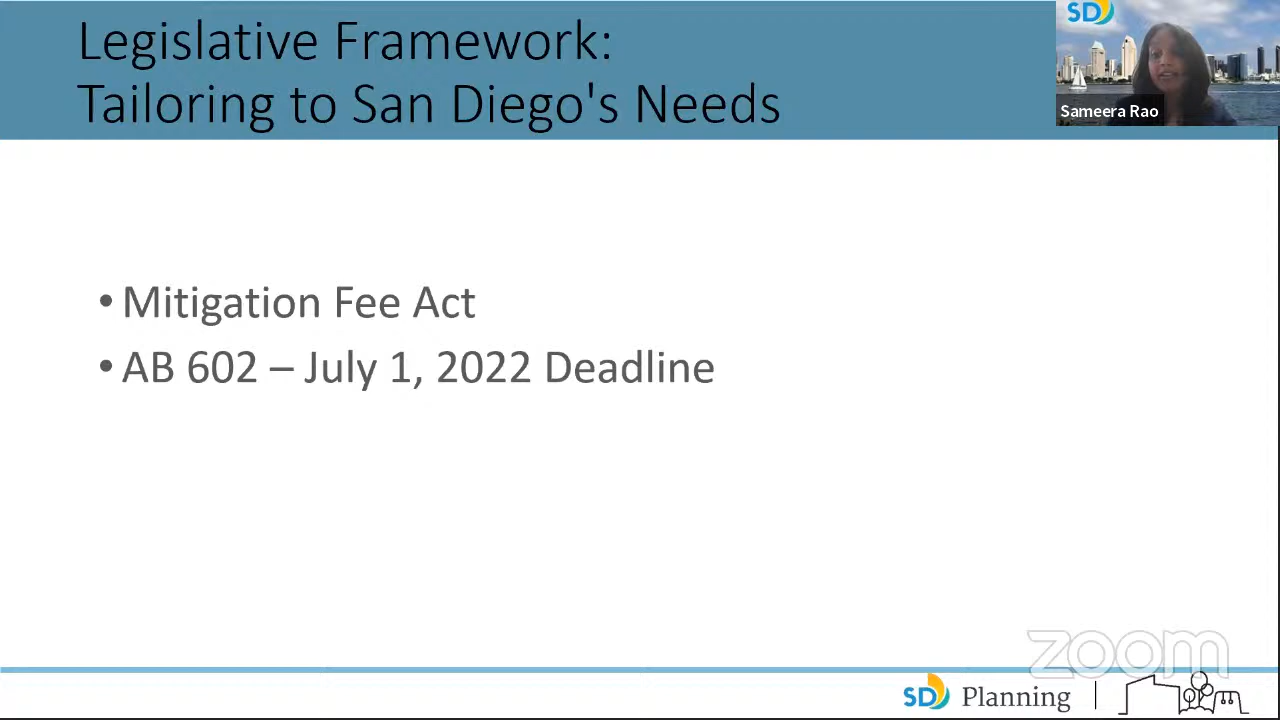 Legislative Framework:
Tailoring to San Diego's Needs
SD
Sameera Rao
• Mitigation Fee Act
• AB 602 – July 1, 2022 Deadline
zoom
SD Planning